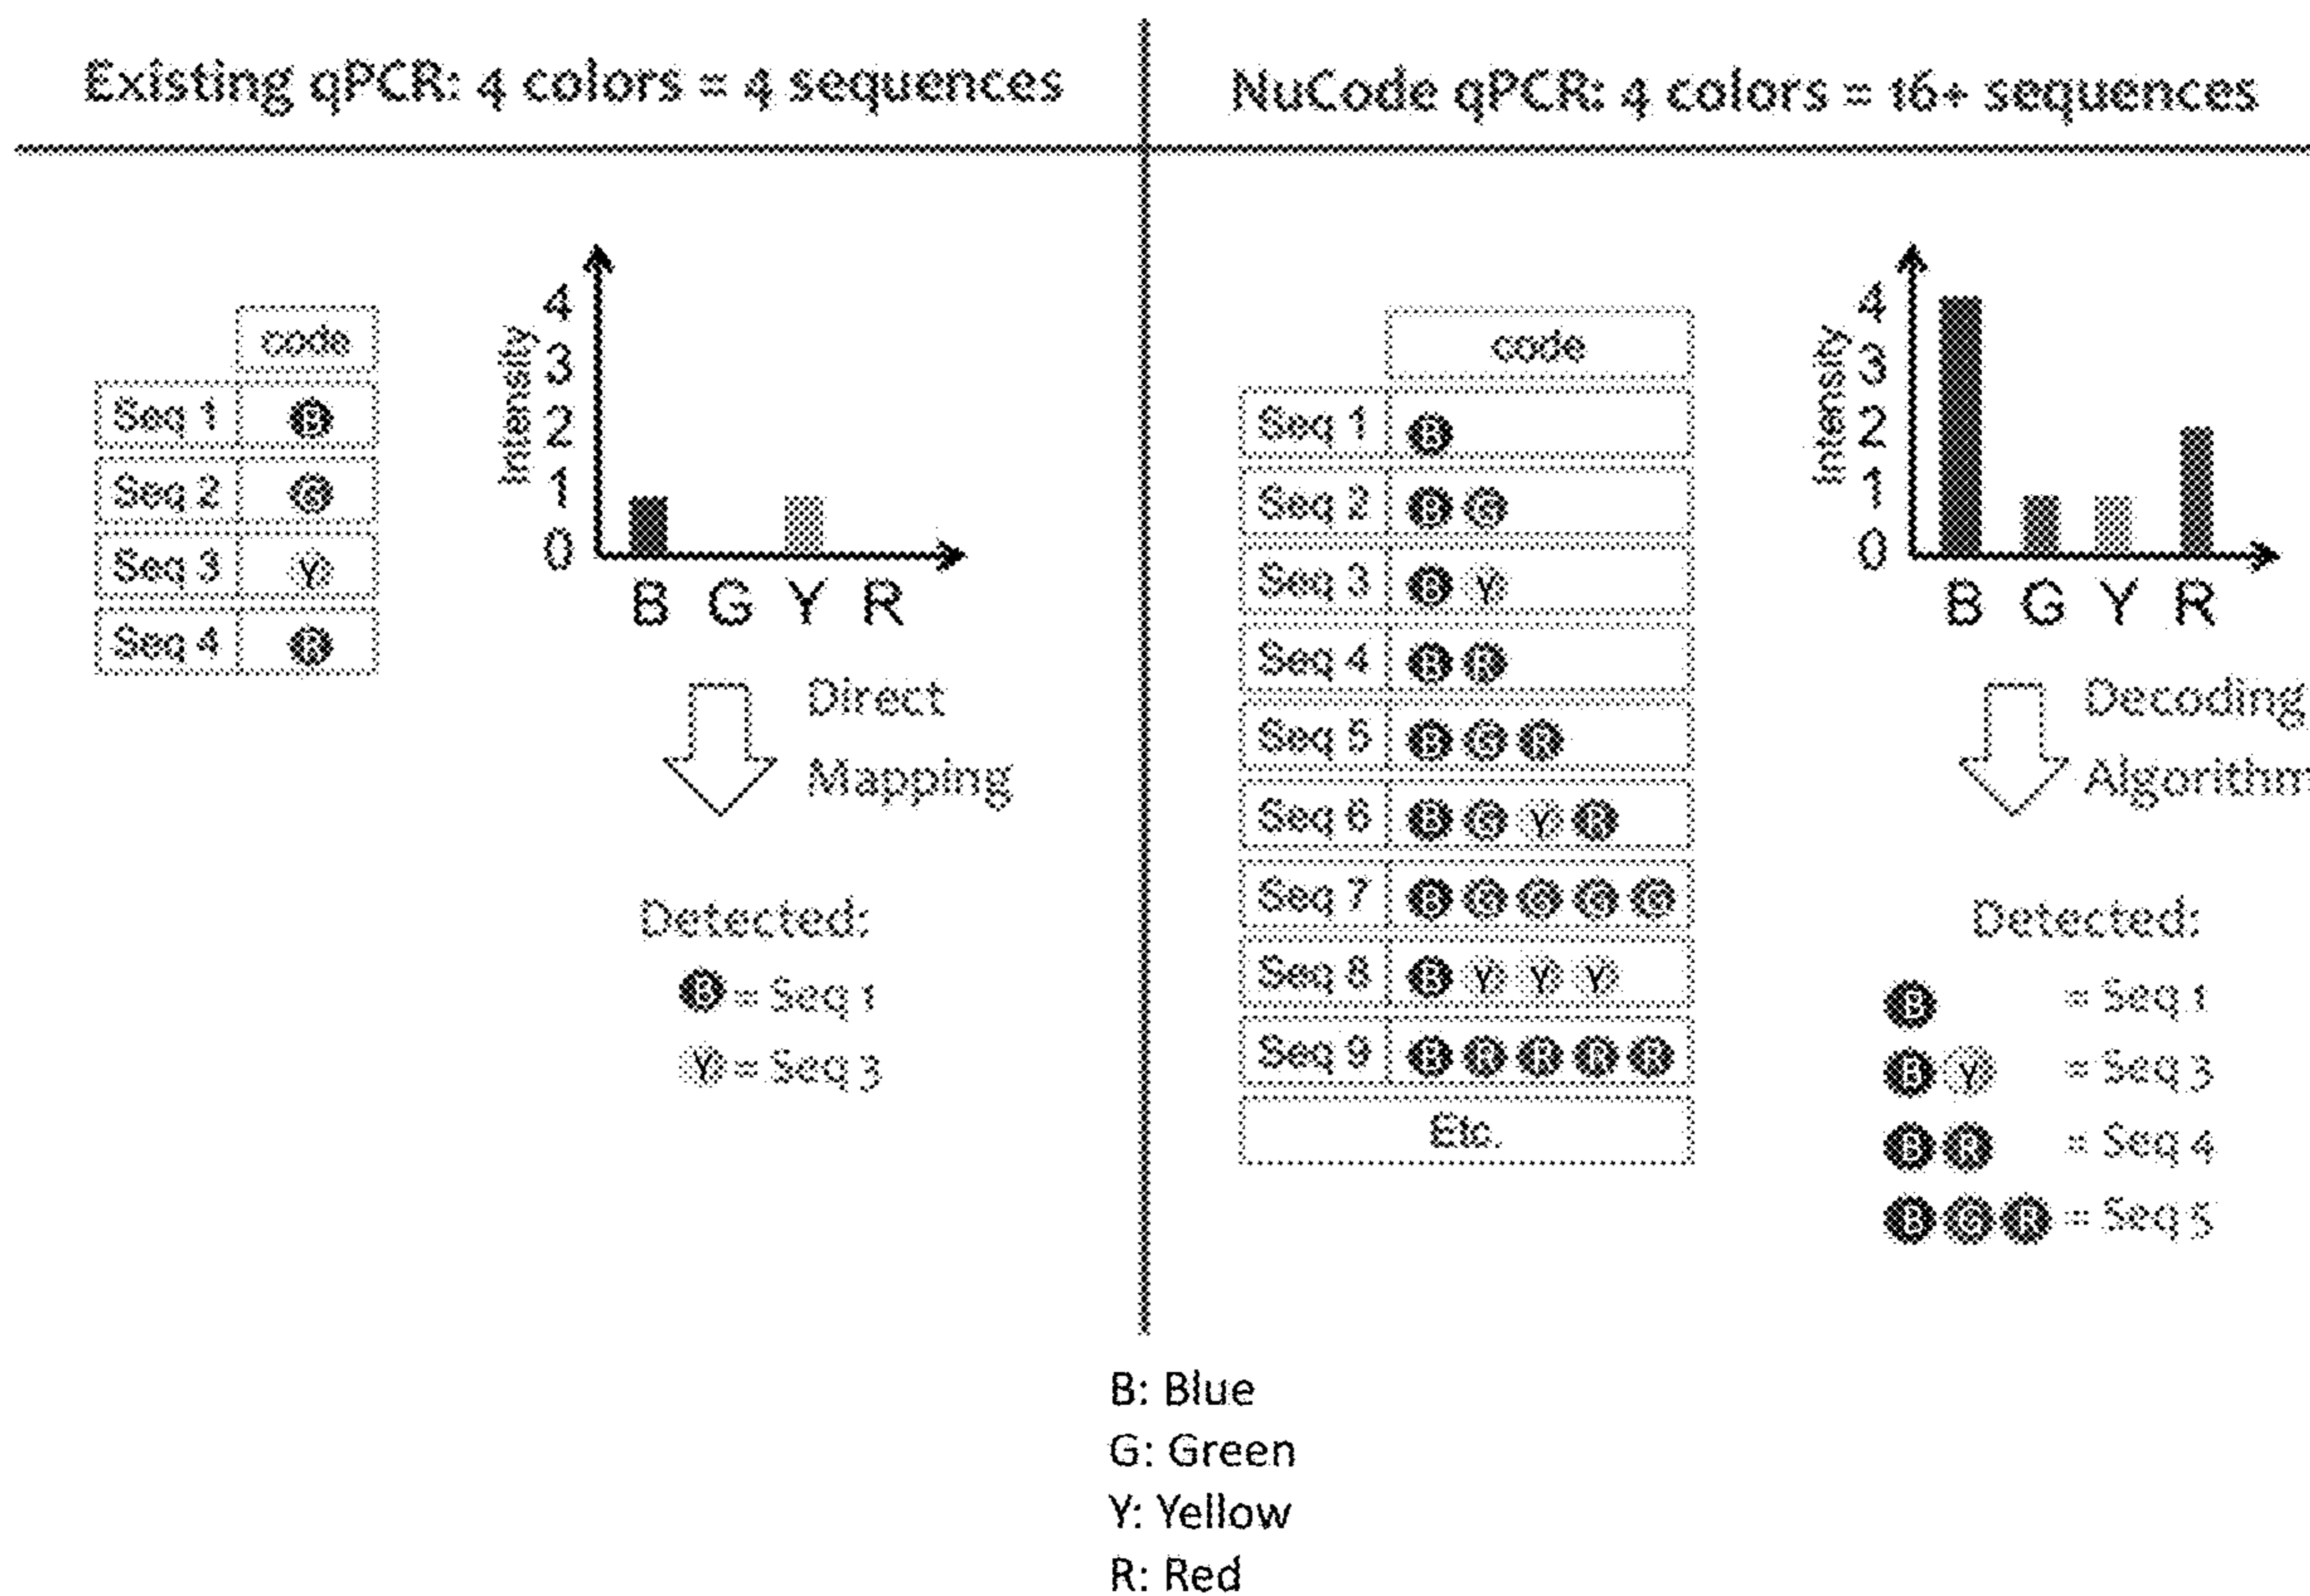 Existing qPCR: 4 colors = 4 sequences
code
Seq 1 B
Seq 2 G
Seq 3 Y
Seq 4 R
Intensity
4
3
2
1
0
B G Y R
Direct
Mapping
Detected:
B = Seq 1
Y = Seq 3
NuCode qPCR: 4 colors = 16+ sequences
code
Seq 1 B
Seq 2 B G
Seq 3 B Y
Seq 4 B R
Seq 5 B G R
Seq 6 B G Y R
Seq 7 B G G G G
Seq 8 B Y Y Y
Seq 9 B R R R R
Etc.
Intensity
4
3
2
1
0
B G Y R
Decoding
Algorithm
Detected:
B = Seq 1
B Y = Seq 3
B R = Seq 4
B G R = Seq 5
B: Blue
G: Green
Y: Yellow
R: Red